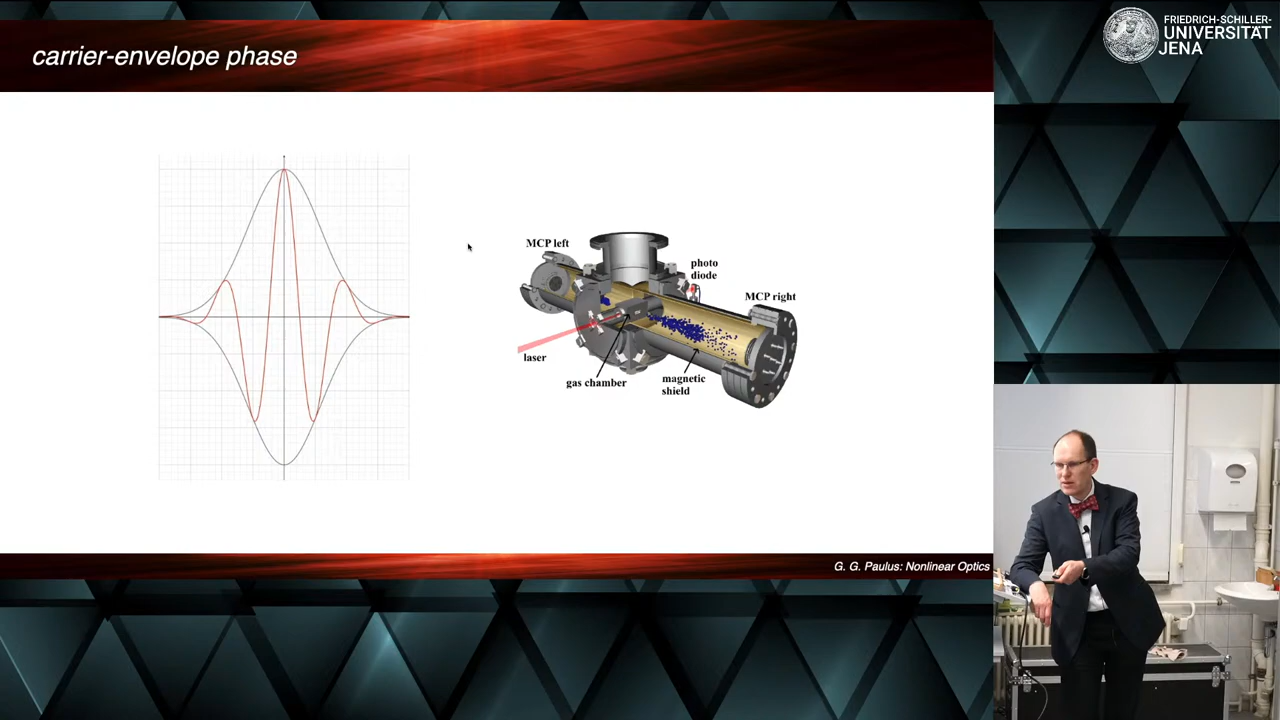 carrier-envelope phase
FRIEDRICH-SCHILLER-
UNIVERSITÄT
JENA
MCP left
photo
diode
MCP right
laser
gas chamber
magnetic
shield
G. G. Paulus: Nonlinear Optics